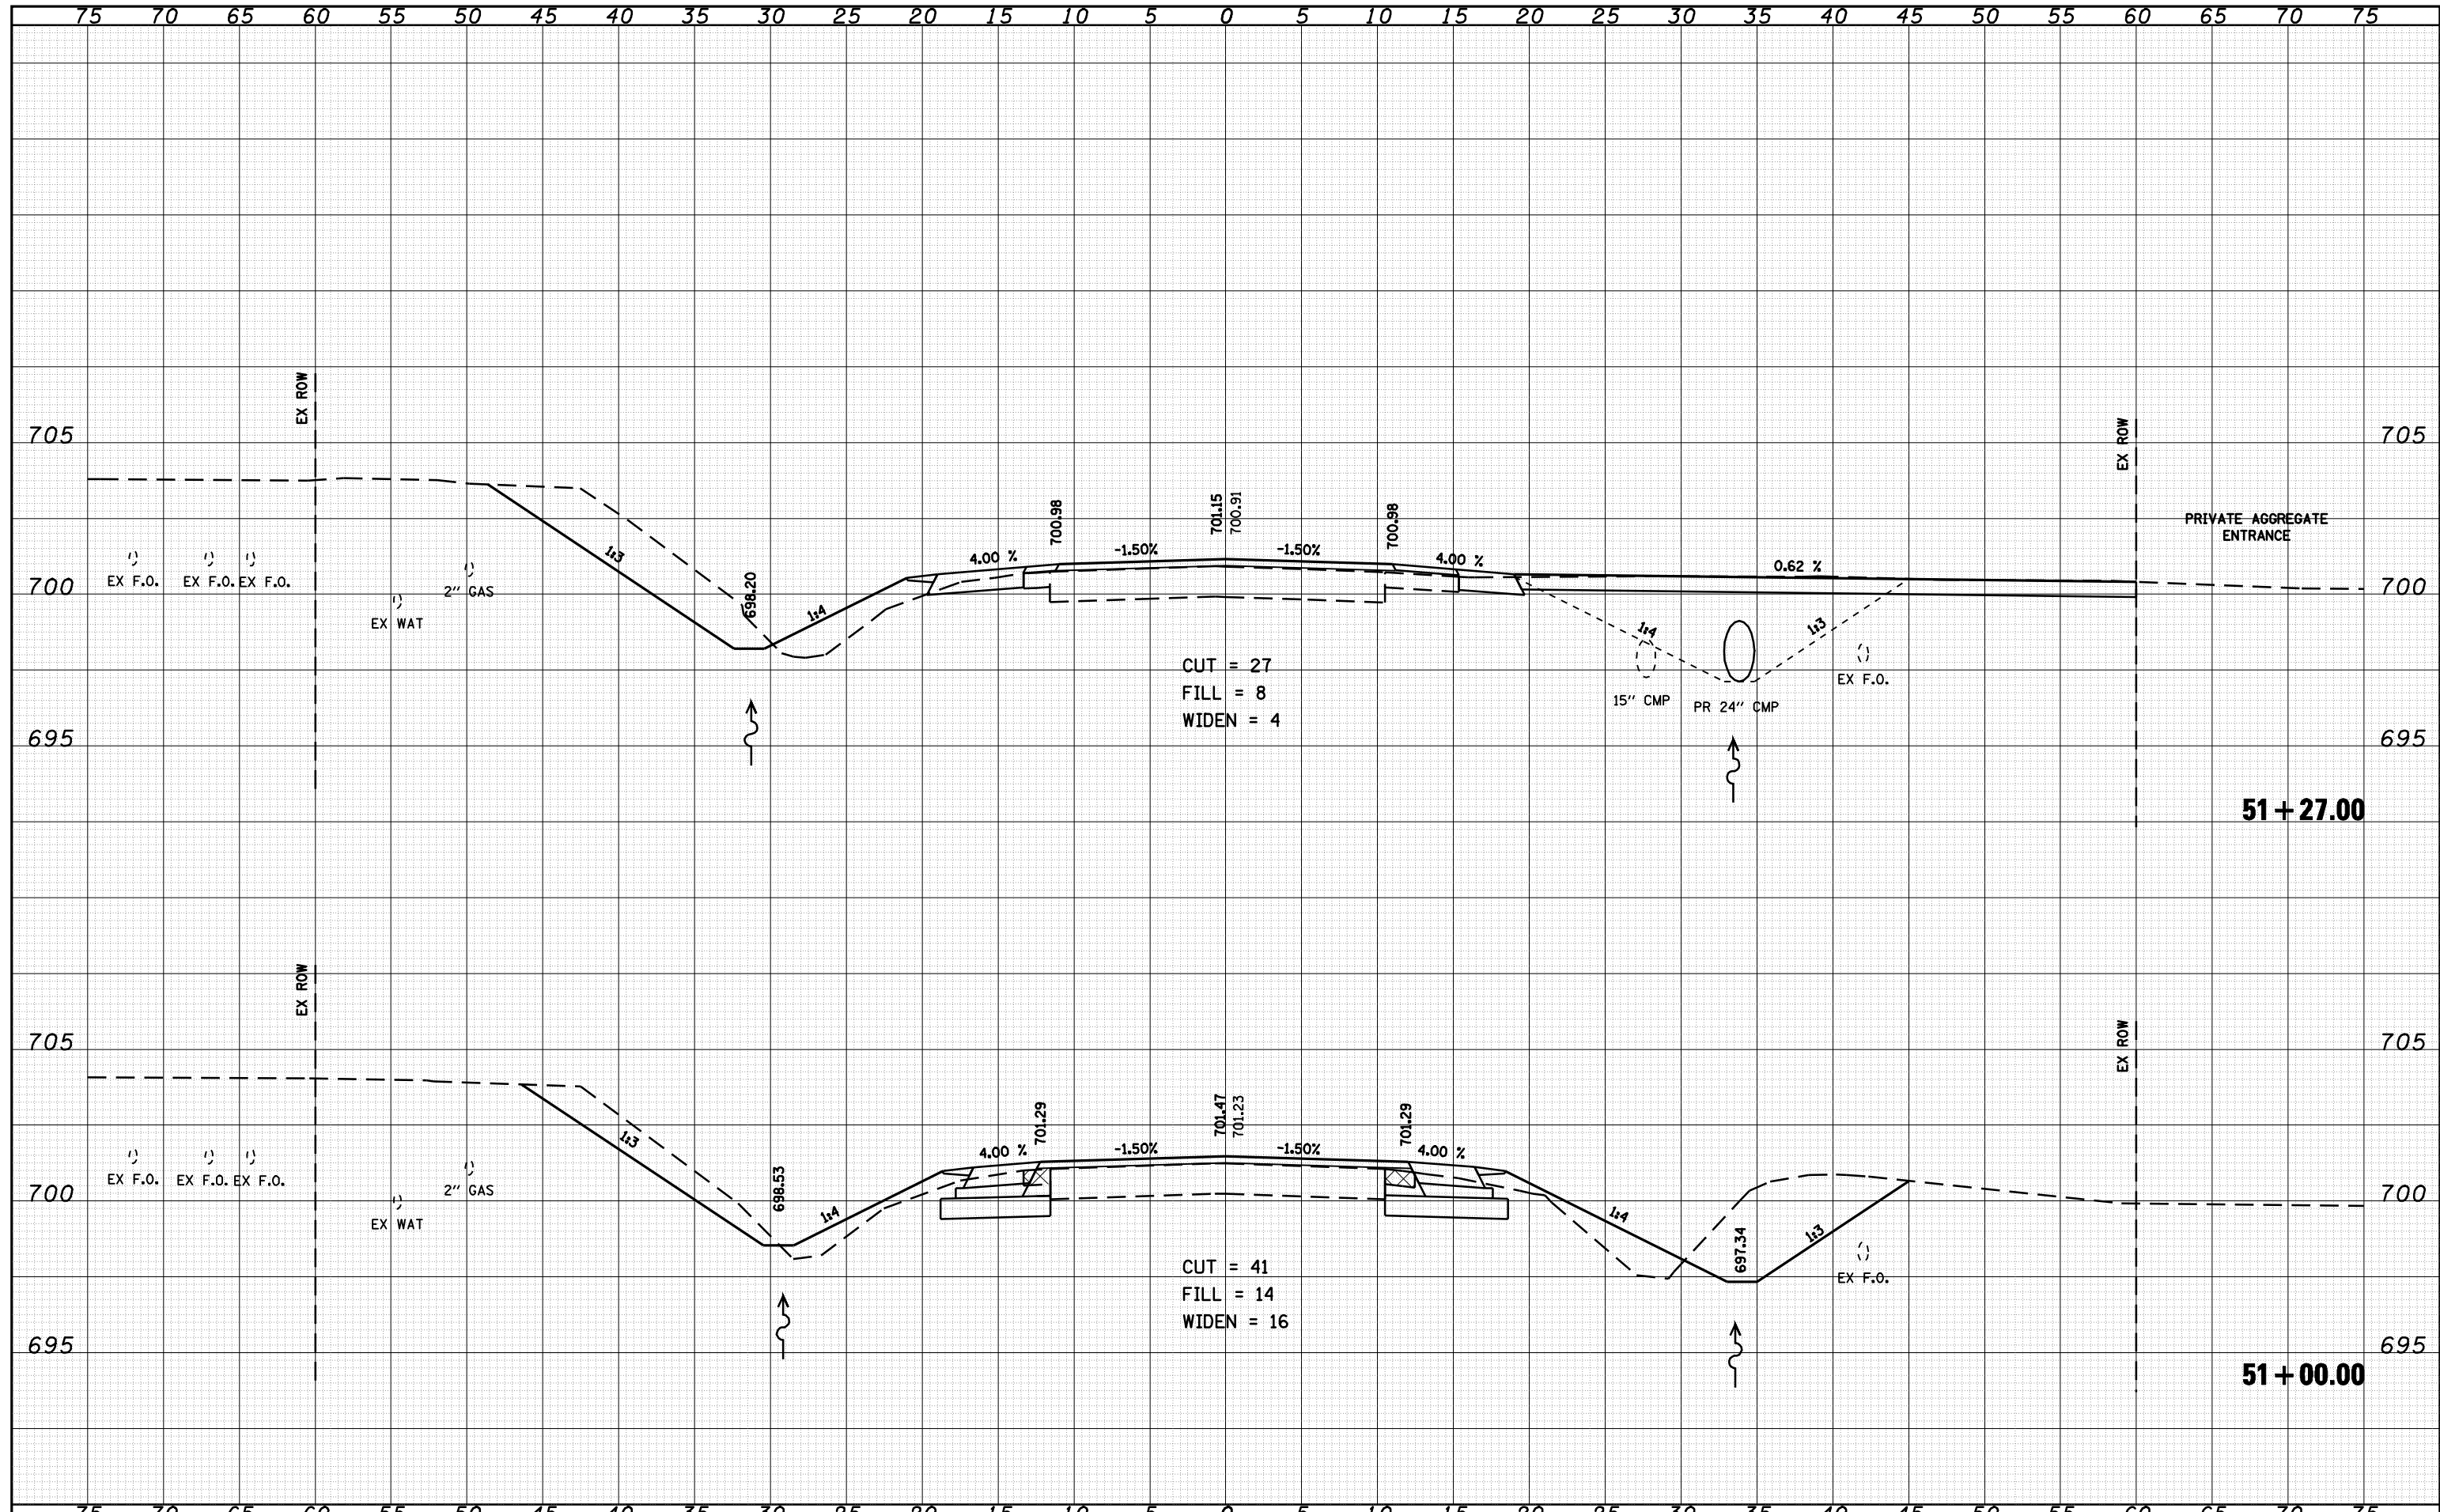 75 70 65 60 55 50 45 40 35 30 25 20 15 10 5 0 5 10 15 20 25 30 35 40 45 50 55 60 65 70 75
EX ROW
EX ROW
705
705
701.15
700.91
700.98
700.98
PRIVATE AGGREGATE
ENTRANCE
4.00 %
-1.50%
-1.50%
4.00 %
0.62 %
1:3
698.20
1:4
EX F.O.
EX F.O.
EX F.O.
2" GAS
EX WAT
700
700
1:4
1:3
CUT = 27
FILL = 8
WIDEN = 4
15" CMP
PR 24" CMP
EX F.O.
695
695
51+27.00
EX ROW
EX ROW
705
705
701.47
701.23
701.29
701.29
4.00 %
-1.50%
-1.50%
4.00 %
1:3
698.53
1:4
EX F.O.
EX F.O.
EX F.O.
2" GAS
EX WAT
700
700
1:4
697.34
1:3
EX F.O.
CUT = 41
FILL = 14
WIDEN = 16
695
695
51+00.00
75 70 65 60 55 50 45 40 35 30 25 20 15 10 5 0 5 10 15 20 25 30 35 40 45 50 55 60 65 70 75